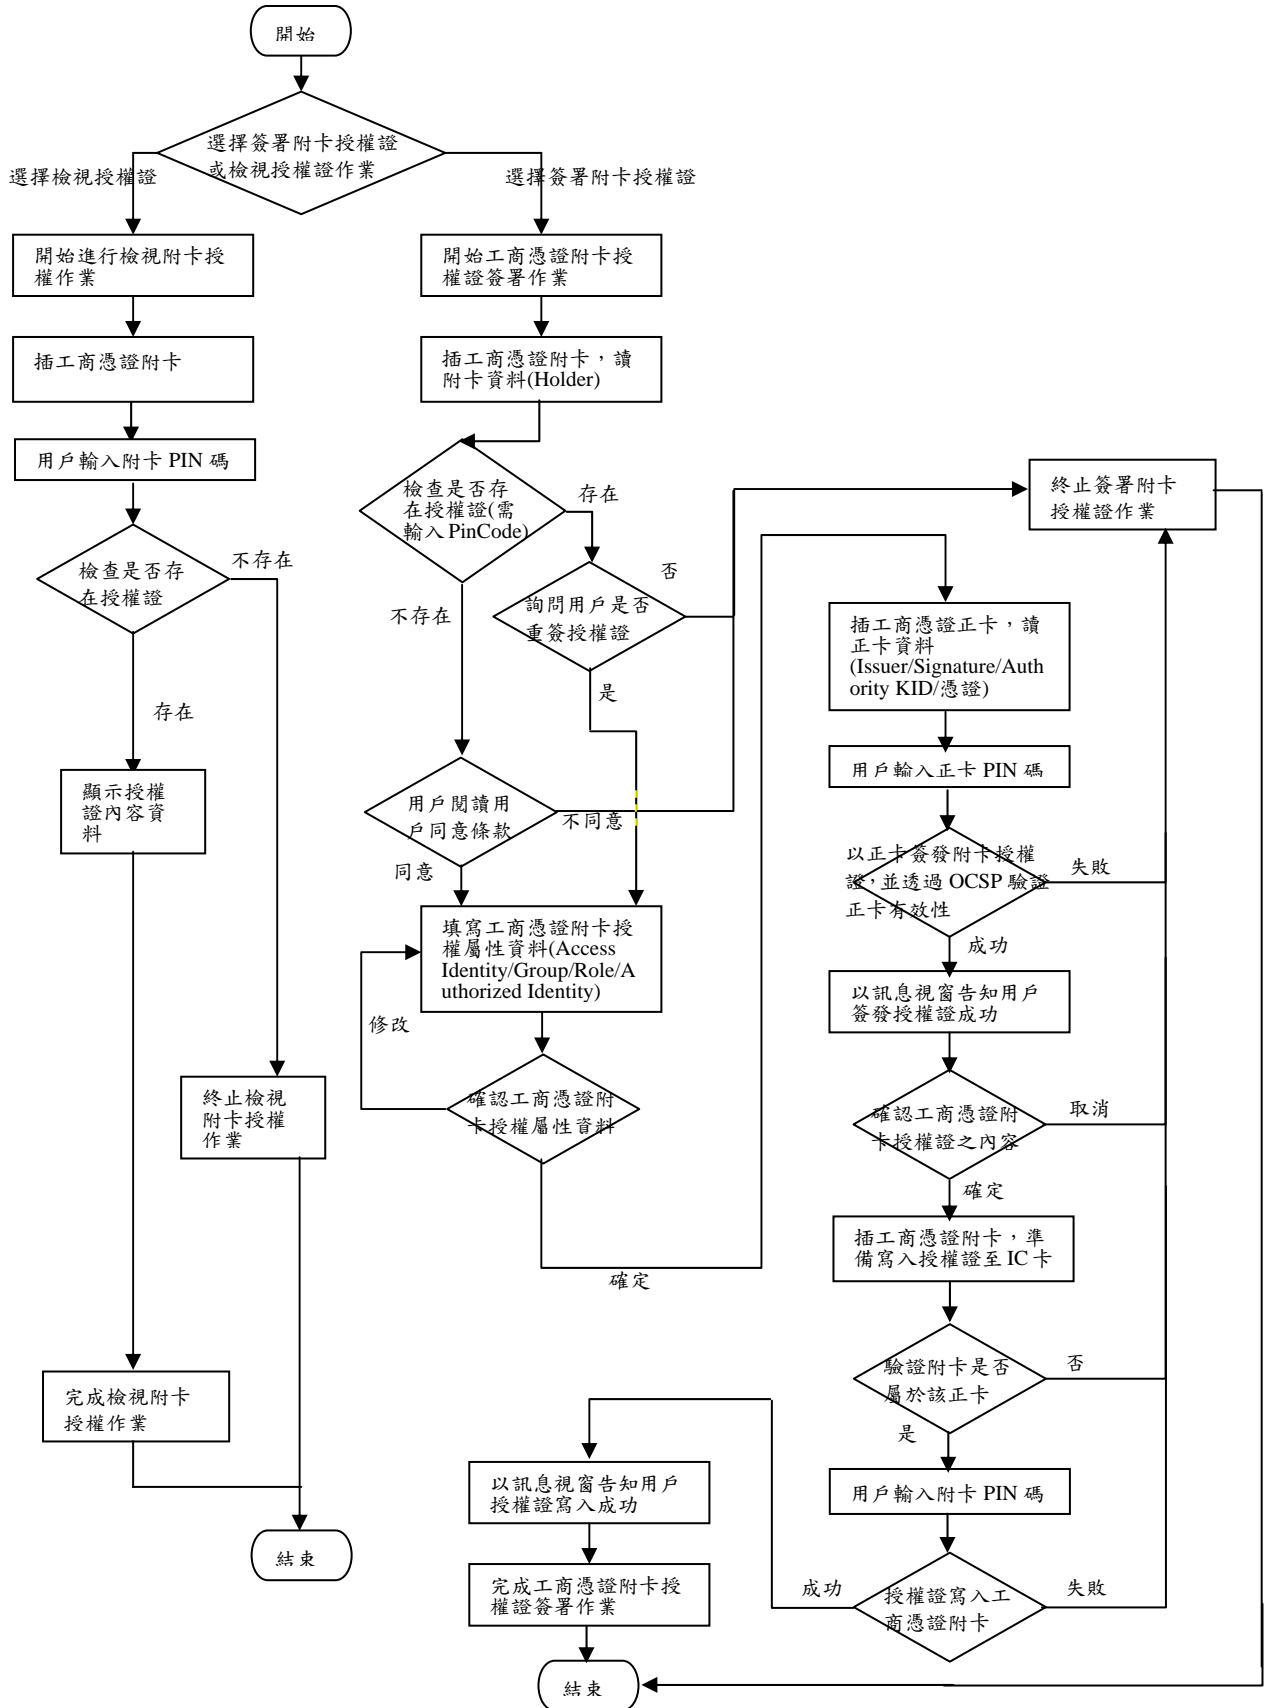 開始
選擇簽署附卡授權證
或檢視授權證作業
選擇檢視授權證
選擇簽署附卡授權證
開始進行檢視附卡授
權作業
開始工商憑證附卡授
權證簽署作業
插工商憑證附卡
插工商憑證附卡，讀
附卡資料(Holder)
用戶輸入附卡 PIN 碼
檢查是否存
在授權證(需
輸入 PinCode)
存在
終止簽署附卡
授權證作業
檢查是否存
在授權證
不存在
不存在
詢問用戶是否
重簽授權證
否
是
插工商憑證正卡，讀
正卡資料
(Issuer/Signature/Auth
ority KID/憑證)
存在
用戶輸入正卡 PIN 碼
顯示授權
證內容資
料
用戶閱讀用
戶同意條款
不同意
同意
以正卡簽發附卡授權
證，並透過 OCSP 驗證
正卡有效性
失敗
成功
填寫工商憑證附卡授
權屬性資料(Access
Identity/Group/Role/A
uthorized Identity)
修改
以訊息視窗告知用戶
簽發授權證成功
終止檢視
附卡授權
作業
確認工商憑證附
卡授權屬性資料
確認工商憑證附
卡授權證之內容
取消
確定
確定
插工商憑證附卡，準
備寫入授權證至 IC 卡
驗證附卡是否
屬於該正卡
否
是
完成檢視附卡
授權作業
以訊息視窗告知用戶
授權證寫入成功
用戶輸入附卡 PIN 碼
結束
完成工商憑證附卡授
權證簽署作業
成功
授權證寫入工
商憑證附卡
失敗
結束